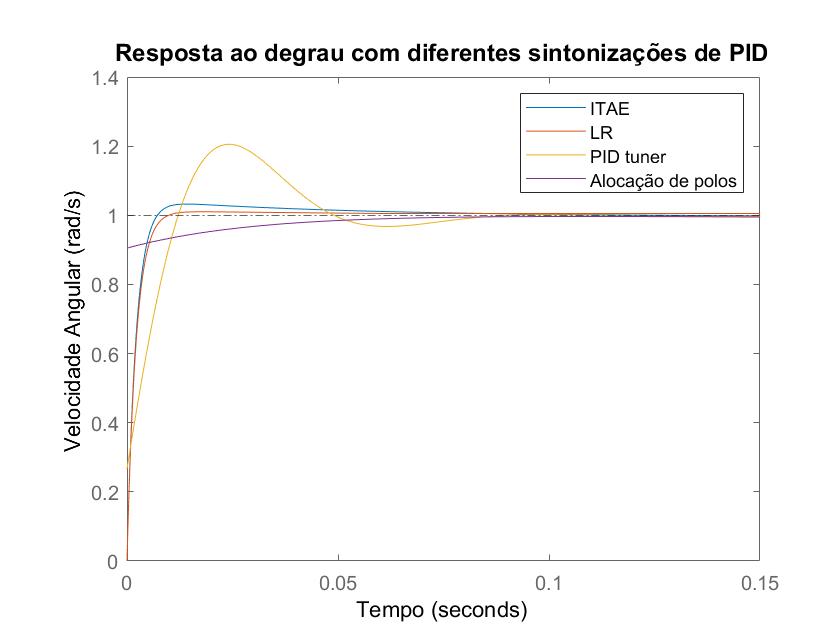 Resposta ao degrau com diferentes sintonizações de PID
1.4
1.2
1
0.8
0.6
0.4
0.2
0
Velocidade Angular (rad/s)
ITAE
LR
PID tuner
Alocação de polos
0 0.05 0.1 0.15
Tempo (seconds)